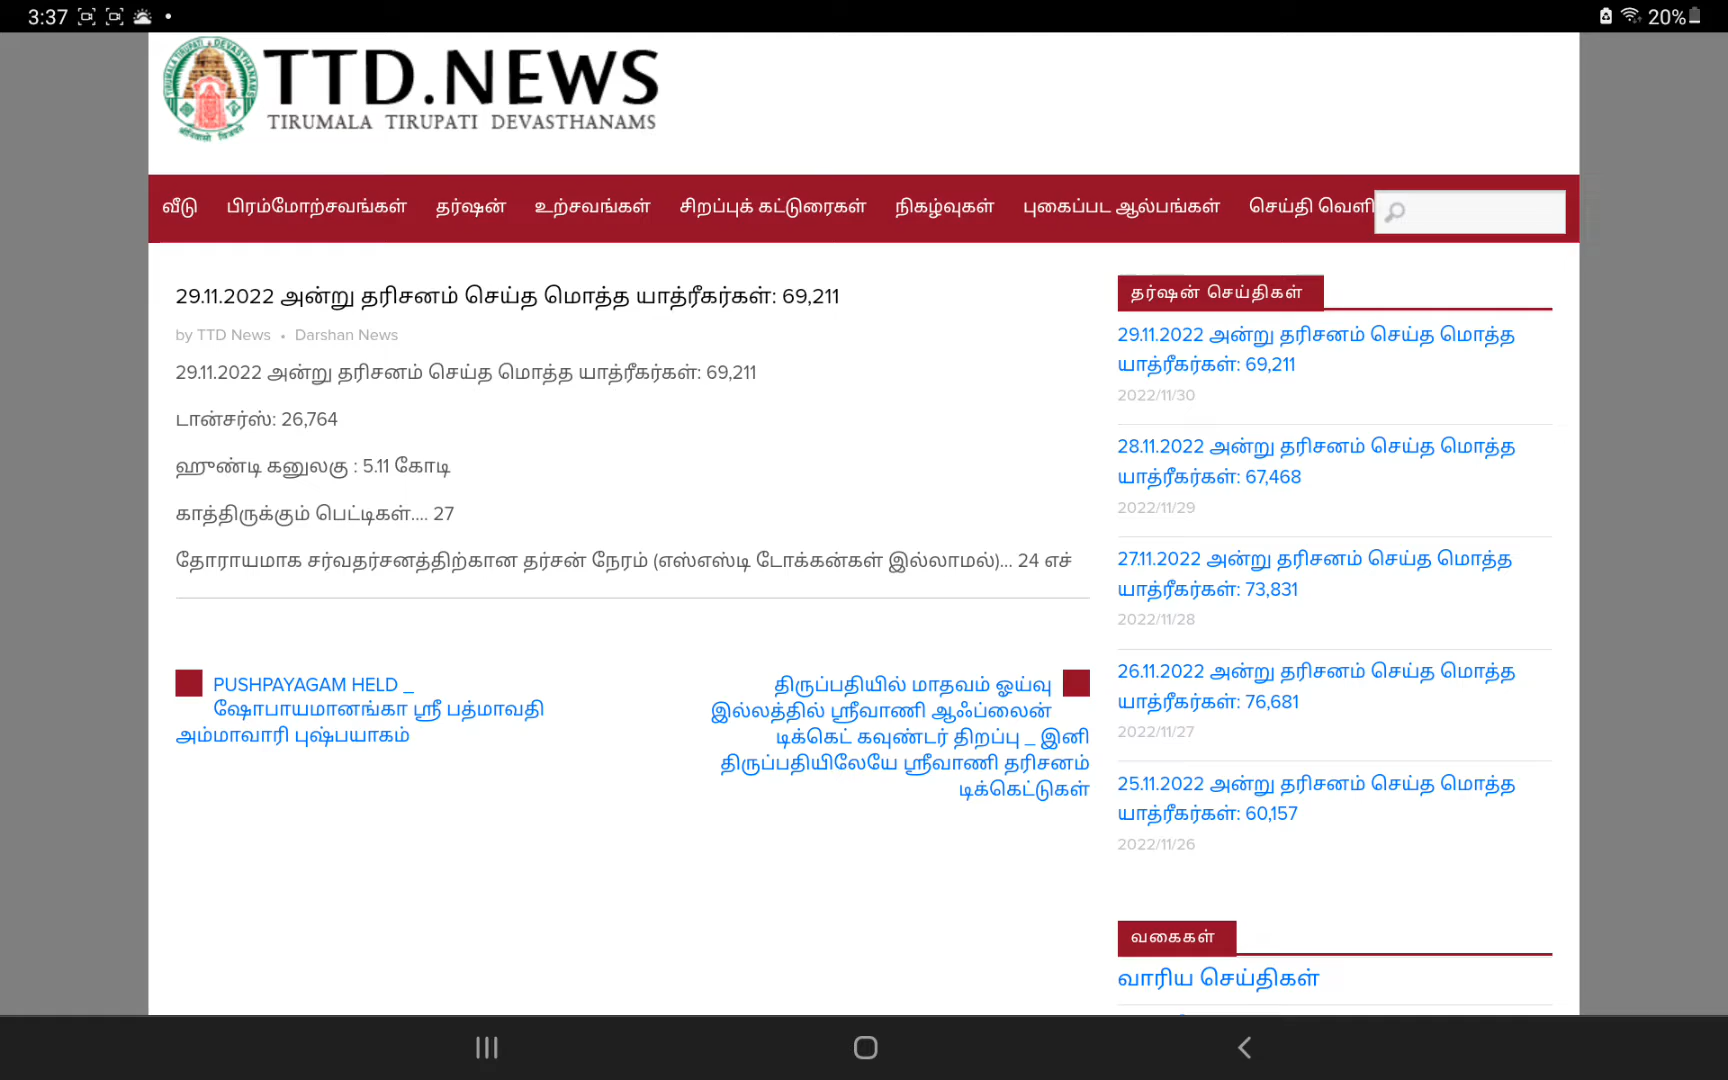 3:37
20%
TTD.NEWS
TIRUMALA TIRUPATI DEVASTHANAMS
வீடு பிரம்மோற்சவங்கள் தர்ஷன் உற்சவங்கள் சிறப்புக் கட்டுரைகள் நிகழ்வுகள் புகைப்பட ஆல்பங்கள் செய்தி வெளி
29.11.2022 அன்று தரிசனம் செய்த மொத்த யாத்ரீகர்கள்: 69,211
by TTD News • Darshan News
29.11.2022 அன்று தரிசனம் செய்த மொத்த யாத்ரீகர்கள்: 69,211
டான்சர்ஸ்: 26,764
ஹுண்டி கனுலகு : 5.11 கோடி
காத்திருக்கும் பெட்டிகள்.... 27
தோராயமாக சர்வதர்சனத்திற்கான தர்சன் நேரம் (எஸ்எஸ்டி டோக்கன்கள் இல்லாமல்)... 24 எச்
PUSHPAYAGAM HELD _
ஷோபாயமானங்கா ஸ்ரீ பத்மாவதி
அம்மாவாரி புஷ்பயாகம்
திருப்பதியில் மாதவம் ஓய்வு
இல்லத்தில் ஸ்ரீவாணி ஆஃப்லைன்
டிக்கெட் கவுண்டர் திறப்பு _ இனி
திருப்பதியிலேயே ஸ்ரீவாணி தரிசனம்
டிக்கெட்டுகள்
தர்ஷன் செய்திகள்
29.11.2022 அன்று தரிசனம் செய்த மொத்த
யாத்ரீகர்கள்: 69,211
2022/11/30
28.11.2022 அன்று தரிசனம் செய்த மொத்த
யாத்ரீகர்கள்: 67,468
2022/11/29
27.11.2022 அன்று தரிசனம் செய்த மொத்த
யாத்ரீகர்கள்: 73,831
2022/11/28
26.11.2022 அன்று தரிசனம் செய்த மொத்த
யாத்ரீகர்கள்: 76,681
2022/11/27
25.11.2022 அன்று தரிசனம் செய்த மொத்த
யாத்ரீகர்கள்: 60,157
2022/11/26
வகைகள்
வாரிய செய்திகள்